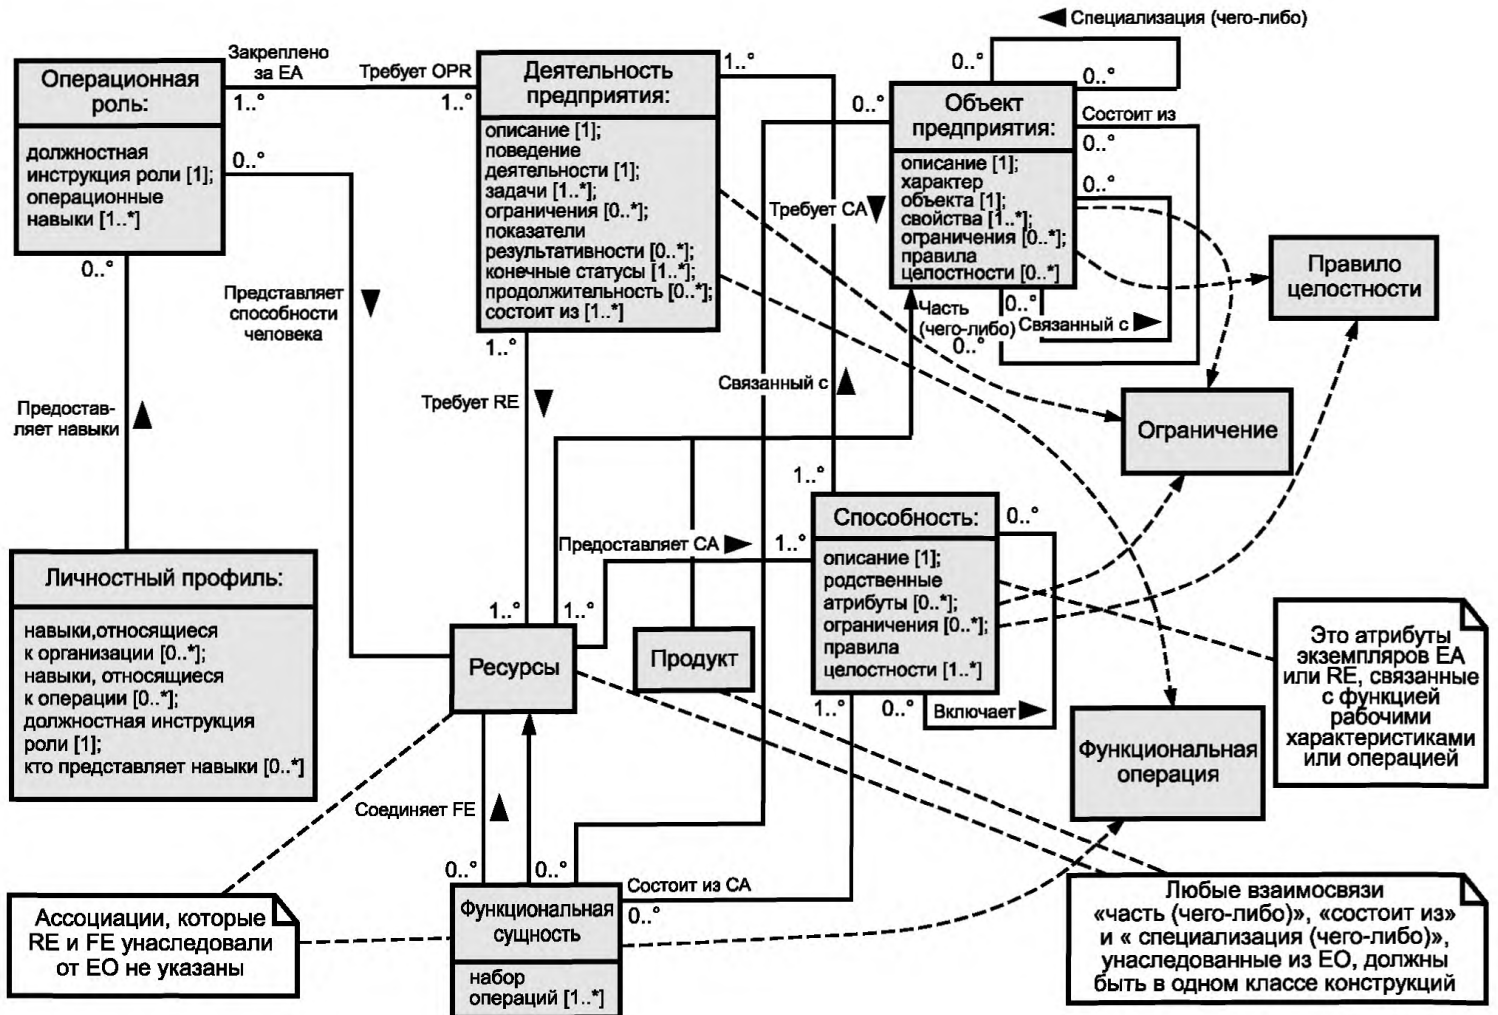 Специализация (чего-либо)
0..°
0..°
Закреплено
за EA
Требует OPR
1..°
1..°
Операционная
роль:
должностная
инструкция роли [1];
операционные
навыки [1..*]
0..°
0..°
Деятельность
предприятия:
описание [1];
поведение
деятельности [1];
задачи [1..*];
ограничения [0..*];
показатели
результативности [0..*];
конечные статусы [1..*];
продолжительность [0..*];
состоит из [1..*]
1..°
1..°
0..°
Объект
предприятия:
описание [1];
характер
объекта [1];
свойства [1..*];
ограничения [0..*];
правила
целостности [0..*]
Состоит из
0..°
0..°
Требует CA
Правило
целостности
Представляет
способности
человека
Часть
(чего-либо)
0..°
0..°
Связанный с
Ограничение
Предостав-
ляет навыки
Требует RE
Связанный с
1..°
Способность:
описание [1];
родственные
атрибуты [0..*];
ограничения [0..*];
правила
целостности [1..*]
0..°
Предоставляет CA
1..°
Личностный профиль:
навыки,относящиеся
к организации [0..*];
навыки, относящиеся
к операции [0..*];
должностная инструкция
роли [1];
кто представляет навыки [0..*]
1..°
1..°
Ресурсы
Продукт
1..°
0..°
Включает
Это атрибуты
экземпляров EA
или RE, связанные
с функцией
рабочими
характеристиками
или операцией
Функциональная
операция
Соединяет FE
0..°
0..°
Функциональная
сущность
набор
операций [1..*]
Состоит из CA
0..°
Ассоциации, которые
RE и FE унаследовали
от EO не указаны
Любые взаимосвязи
«часть (чего-либо)», «состоит из»
и « специализация (чего-либо)»,
унаследованные из EO, должны
быть в одном классе конструкций